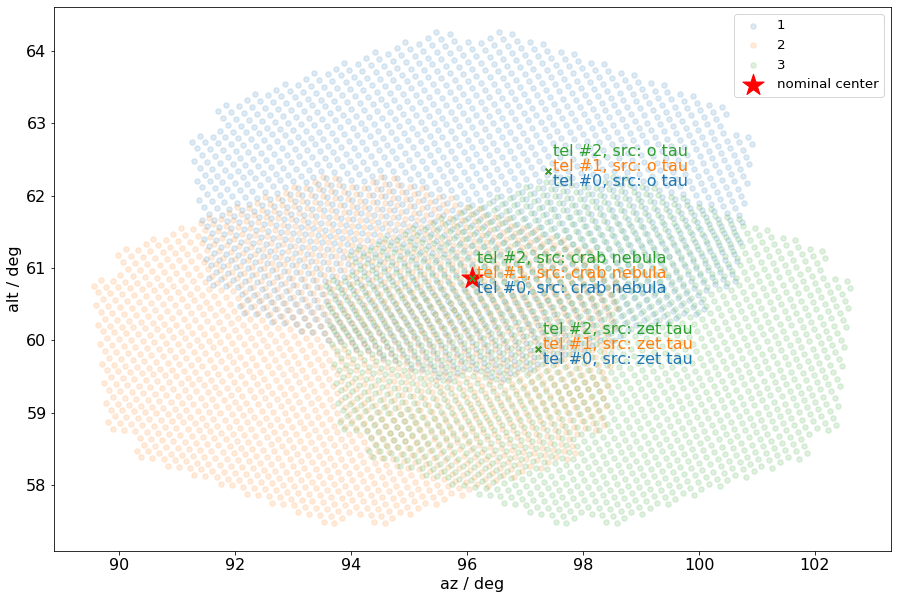 1
2
3
nominal center
tel #2, src: o tau
tel #1, src: o tau
tel #0, src: o tau
tel #2, src: crab nebula
tel #1, src: crab nebula
tel #0, src: crab nebula
tel #2, src: zet tau
tel #1, src: zet tau
tel #0, src: zet tau
64
63
62
61
60
59
58
alt / deg
90 92 94 96 98 100 102
az / deg